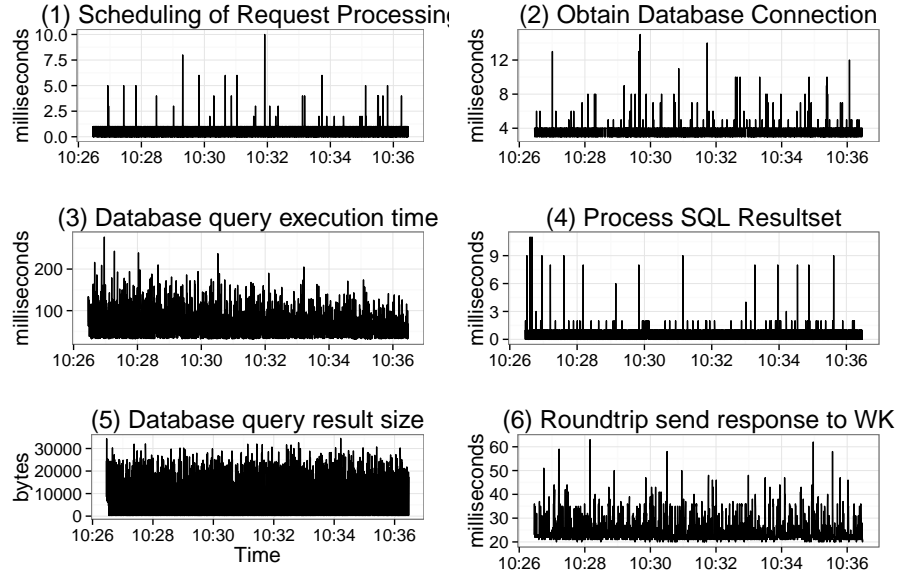 (1) Scheduling of Request Processing
milliseconds
10.0
7.5
5.0
2.5
0.0
10:26 10:28 10:30 10:32 10:34 10:36
(2) Obtain Database Connection
milliseconds
12
8
4
10:26 10:28 10:30 10:32 10:34 10:36
(3) Database query execution time
milliseconds
200
100
10:26 10:28 10:30 10:32 10:34 10:36
(4) Process SQL Resultset
milliseconds
9
6
3
0
10:26 10:28 10:30 10:32 10:34 10:36
(5) Database query result size
bytes
30000
20000
10000
0
10:26 10:28 10:30 10:32 10:34 10:36
Time
(6) Roundtrip send response to WK
milliseconds
60
50
40
30
20
10:26 10:28 10:30 10:32 10:34 10:36